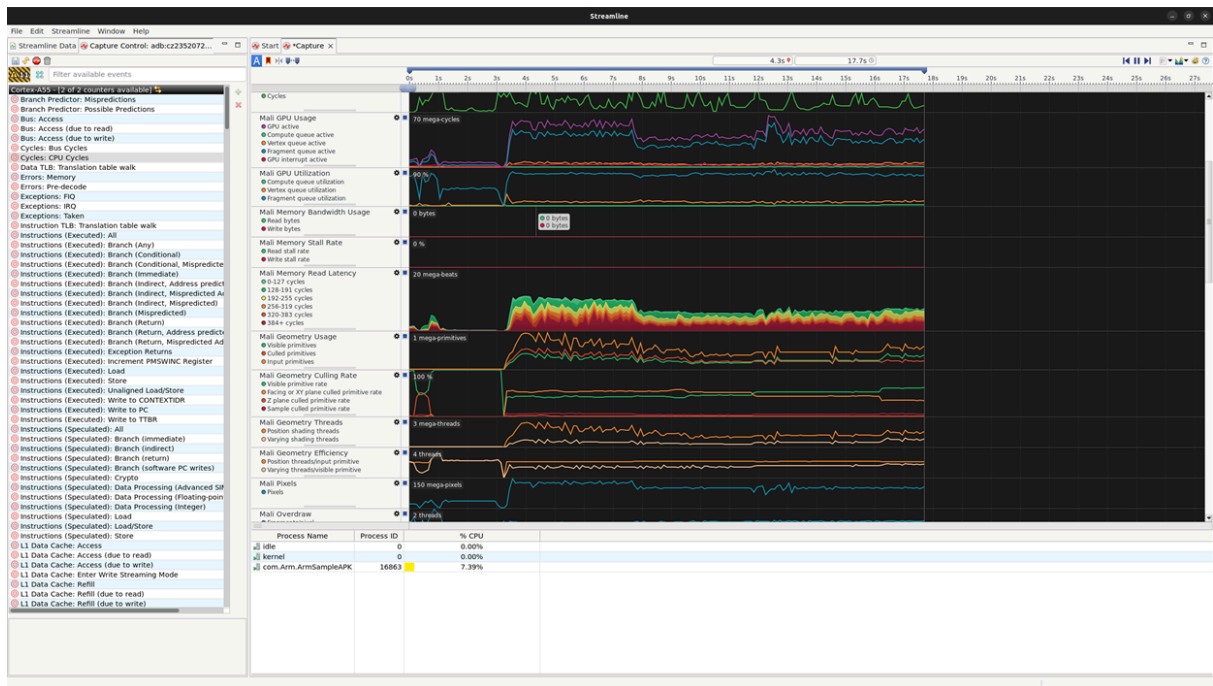 Streamline
File Edit Streamline Window Help
Streamline Data
Capture Control: adb:cz2352072...
Start
*Capture
Filter available events
4.3s
17.7s
Cortex-A55 - [2 of 2 counters available]
Branch Predictor: Mispredictions
Branch Predictor: Possible Predictions
Bus: Access
Bus: Access (due to read)
Bus: Access (due to write)
Cycles: Bus Cycles
Cycles: CPU Cycles
Data TLB: Translation table walk
Errors: Memory
Errors: Pre-decode
Exceptions: FIQ
Exceptions: IRQ
Exceptions: Taken
Instruction TLB: Translation table walk
Instructions (Executed): All
Instructions (Executed): Branch (Any)
Instructions (Executed): Branch (Conditional)
Instructions (Executed): Branch (Conditional, Mispredicte
Instructions (Executed): Branch (Immediate)
Instructions (Executed): Branch (Indirect, Address predict
Instructions (Executed): Branch (Indirect, Mispredicted Ad
Instructions (Executed): Branch (Indirect, Mispredicted)
Instructions (Executed): Branch (Mispredicted)
Instructions (Executed): Branch (Return)
Instructions (Executed): Branch (Return, Address predicte
Instructions (Executed): Branch (Return, Mispredicted Ad
Instructions (Executed): Exception Returns
Instructions (Executed): Increment PMSWINC Register
Instructions (Executed): Load
Instructions (Executed): Store
Instructions (Executed): Unaligned Load/Store
Instructions (Executed): Write to CONTEXTIDR
Instructions (Executed): Write to PC
Instructions (Executed): Write to TTBR
Instructions (Speculated): All
Instructions (Speculated): Branch (immediate)
Instructions (Speculated): Branch (indirect)
Instructions (Speculated): Branch (return)
Instructions (Speculated): Branch (software PC writes)
Instructions (Speculated): Crypto
Instructions (Speculated): Data Processing (Advanced SIM
Instructions (Speculated): Data Processing (Floating-poin
Instructions (Speculated): Data Processing (Integer)
Instructions (Speculated): Load
Instructions (Speculated): Load/Store
Instructions (Speculated): Store
L1 Data Cache: Access
L1 Data Cache: Access (due to read)
L1 Data Cache: Access (due to write)
L1 Data Cache: Enter Write Streaming Mode
L1 Data Cache: Refill
L1 Data Cache: Refill (due to read)
L1 Data Cache: Refill (due to write)
0s 1s 2s 3s 4s 5s 6s 7s 8s 9s 10s 11s 12s 13s 14s 15s 16s 17s 18s 19s 20s 21s 22s 23s 24s 25s 26s 27s
Cycles
Mali GPU Usage
70 mega-cycles
GPU active
Compute queue active
Vertex queue active
Fragment queue active
GPU interrupt active
Mali GPU Utilization
90 %
Compute queue utilization
Vertex queue utilization
Fragment queue utilization
Mali Memory Bandwidth Usage
0 bytes
Read bytes
Write bytes
0 bytes
0 bytes
Mali Memory Stall Rate
0 %
Read stall rate
Write stall rate
Mali Memory Read Latency
20 mega-beats
0-127 cycles
128-191 cycles
192-255 cycles
256-319 cycles
320-383 cycles
384+ cycles
Mali Geometry Usage
1 mega-primitives
Visible primitives
Culled primitives
Input primitives
Mali Geometry Culling Rate
100 %
Visible primitive rate
Facing or XY plane culled primitive rate
Z plane culled primitive rate
Sample culled primitive rate
Mali Geometry Threads
3 mega-threads
Position shading threads
Varying shading threads
Mali Geometry Efficiency
4 threads
Position threads/input primitive
Varying threads/visible primitive
Mali Pixels
150 mega-pixels
Pixels
Mali Overdraw
2 threads
Process Name Process ID % CPU
idle 0 0.00%
kernel 0 0.00%
com.Arm.ArmSampleAPK 16863 7.39%